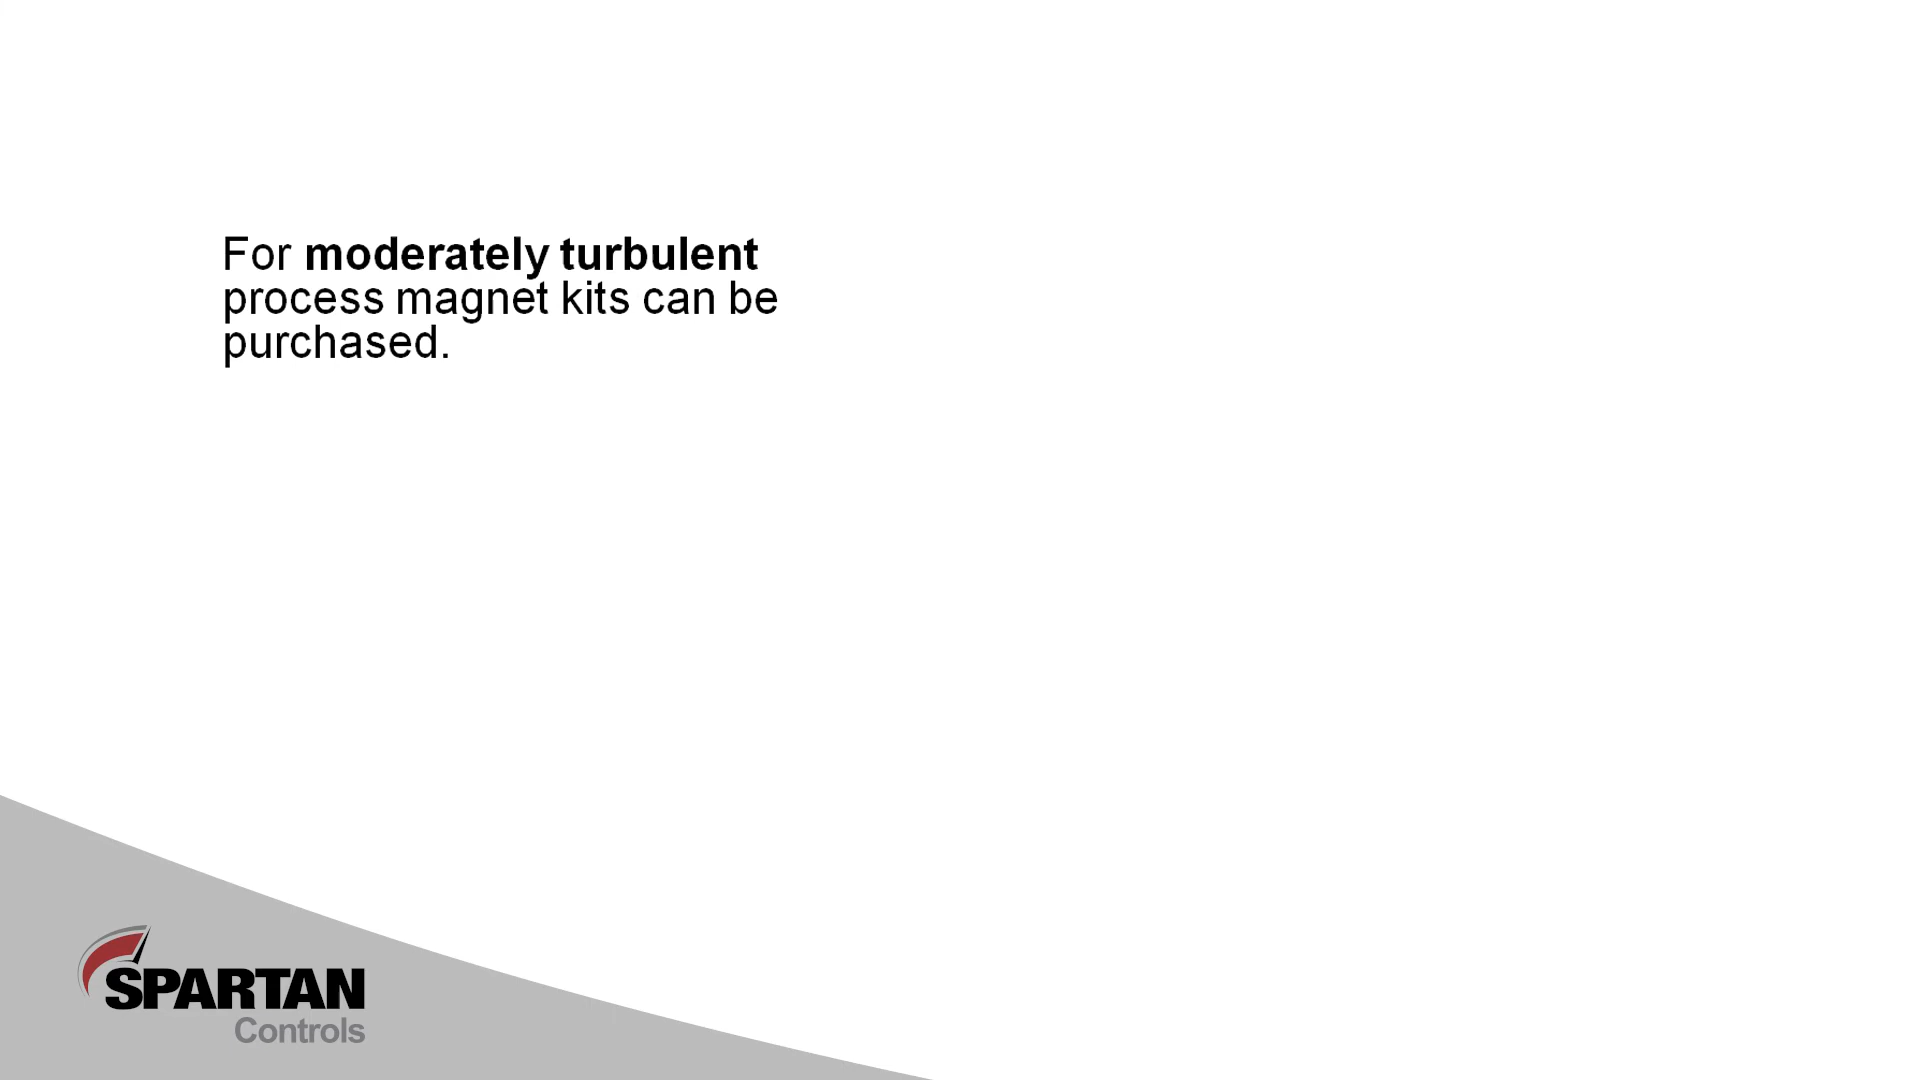 For moderately turbulent
process magnet kits can be
purchased.
SPARTAN
Controls